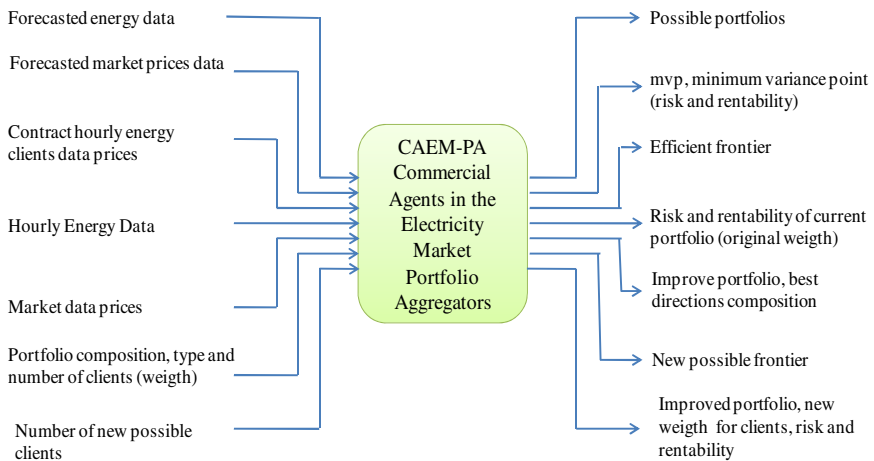 Forecasted energy data
Forecasted market prices data
Contract hourly energy
clients data prices
Hourly Energy Data
Market data prices
Portfolio composition, type and
number of clients (weigth)
Number of new possible
clients
CAEM-PA
Commercial
Agents in the
Electricity
Market
Portfolio
Aggregators
Possible portfolios
mvp, minimum variance point
(risk and rentability)
Efficient frontier
Risk and rentability of current
portfolio (original weigth)
Improve portfolio, best
directions composition
New possible frontier
Improved portfolio, new
weigth for clients, risk and
rentability